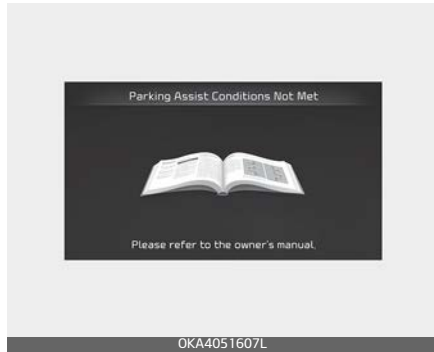 Parking Assist Conditions Not Met
Please refer to the owner's manual.
OKA4051607L